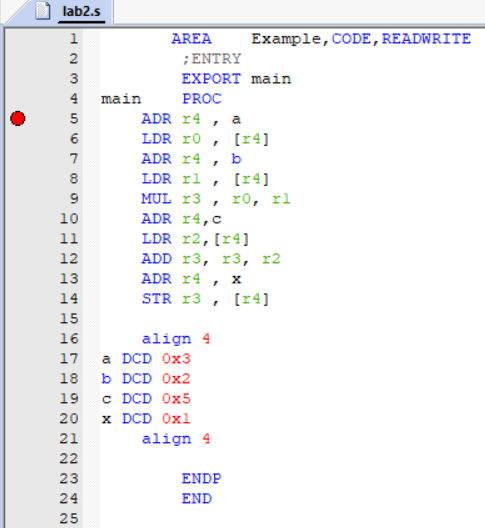 lab2.s
1 AREA Example,CODE,READWRITE
2 ;ENTRY
3 EXPORT main
4 main PROC
5 ADR r4 , a
6 LDR r0 , [r4]
7 ADR r4 , b
8 LDR r1 , [r4]
9 MUL r3 , r0, r1
10 ADR r4,c
11 LDR r2,[r4]
12 ADD r3, r3, r2
13 ADR r4 , x
14 STR r3 , [r4]
15
16 align 4
17 a DCD 0x3
18 b DCD 0x2
19 c DCD 0x5
20 x DCD 0x1
21 align 4
22
23 ENDP
24 END
25